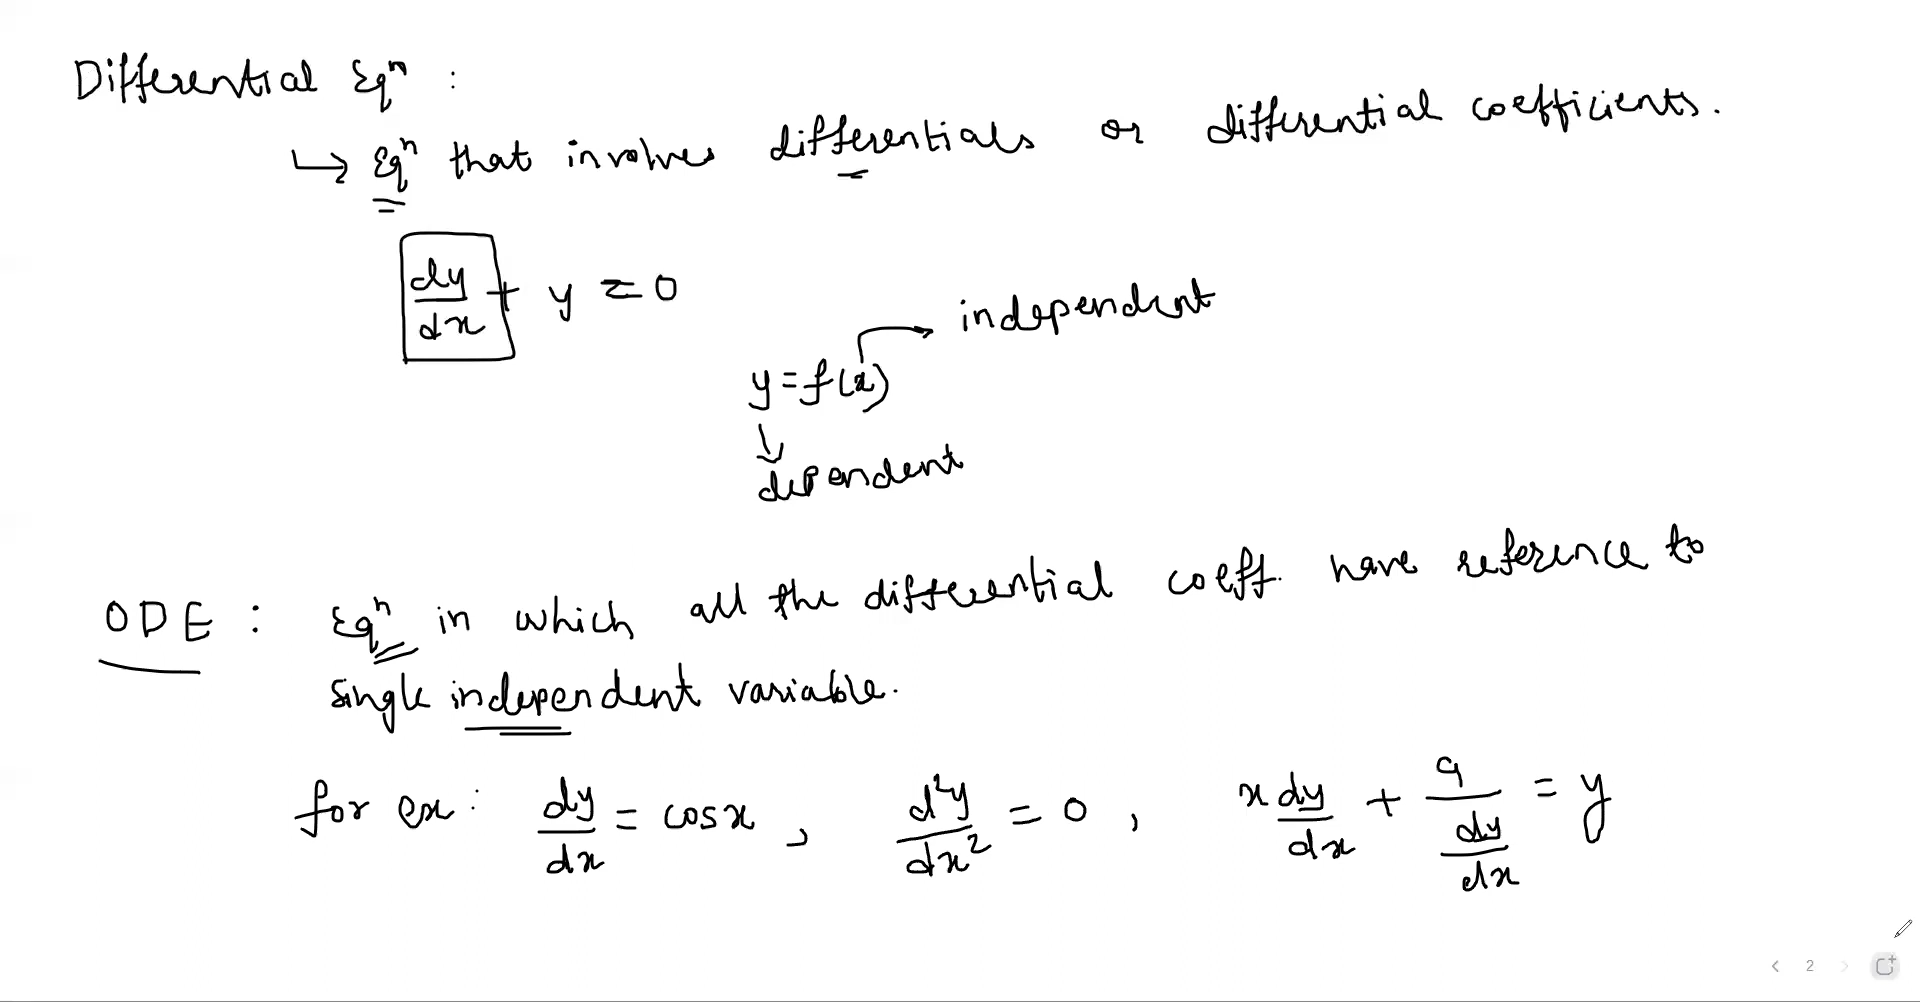 Differential Eqⁿ :
↳ Eqⁿ that involves differentials or differential coefficients.
dy/dx + y = 0
independent
y = f(x)
dependent
ODE : Eqⁿ in which all the differential coeff. have reference to
single independent variable.
for ex: dy/dx = cosx , d²y/dx² = 0 , x dy/dx + a/(dy/dx) = y
2